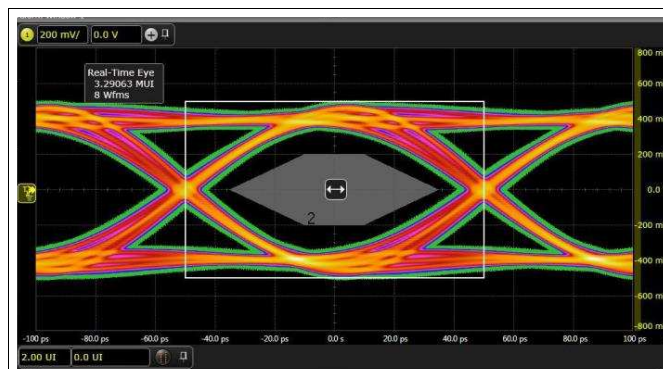 1 200 mV/ 0.0 V
Real-Time Eye
3.29063 MUI
8 Wfms
800 m
600 m
400 m
200 m
0.0
-200 m
-400 m
-600 m
-800 m
2
-100 ps -80.0 ps -60.0 ps -40.0 ps -20.0 ps 0.0 s 20.0 ps 40.0 ps 60.0 ps 80.0 ps 100 ps
2.00 UI 0.0 UI